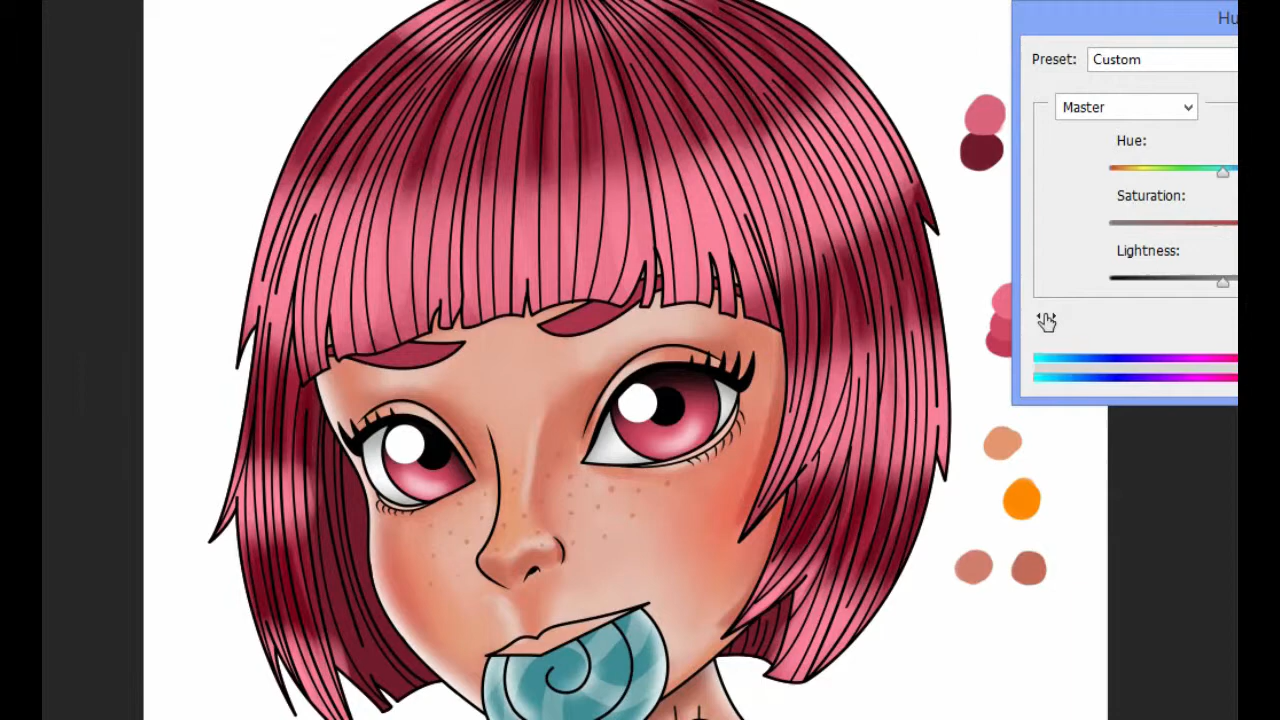 Hu
Preset: Custom
Master
Hue:
Saturation:
Lightness: